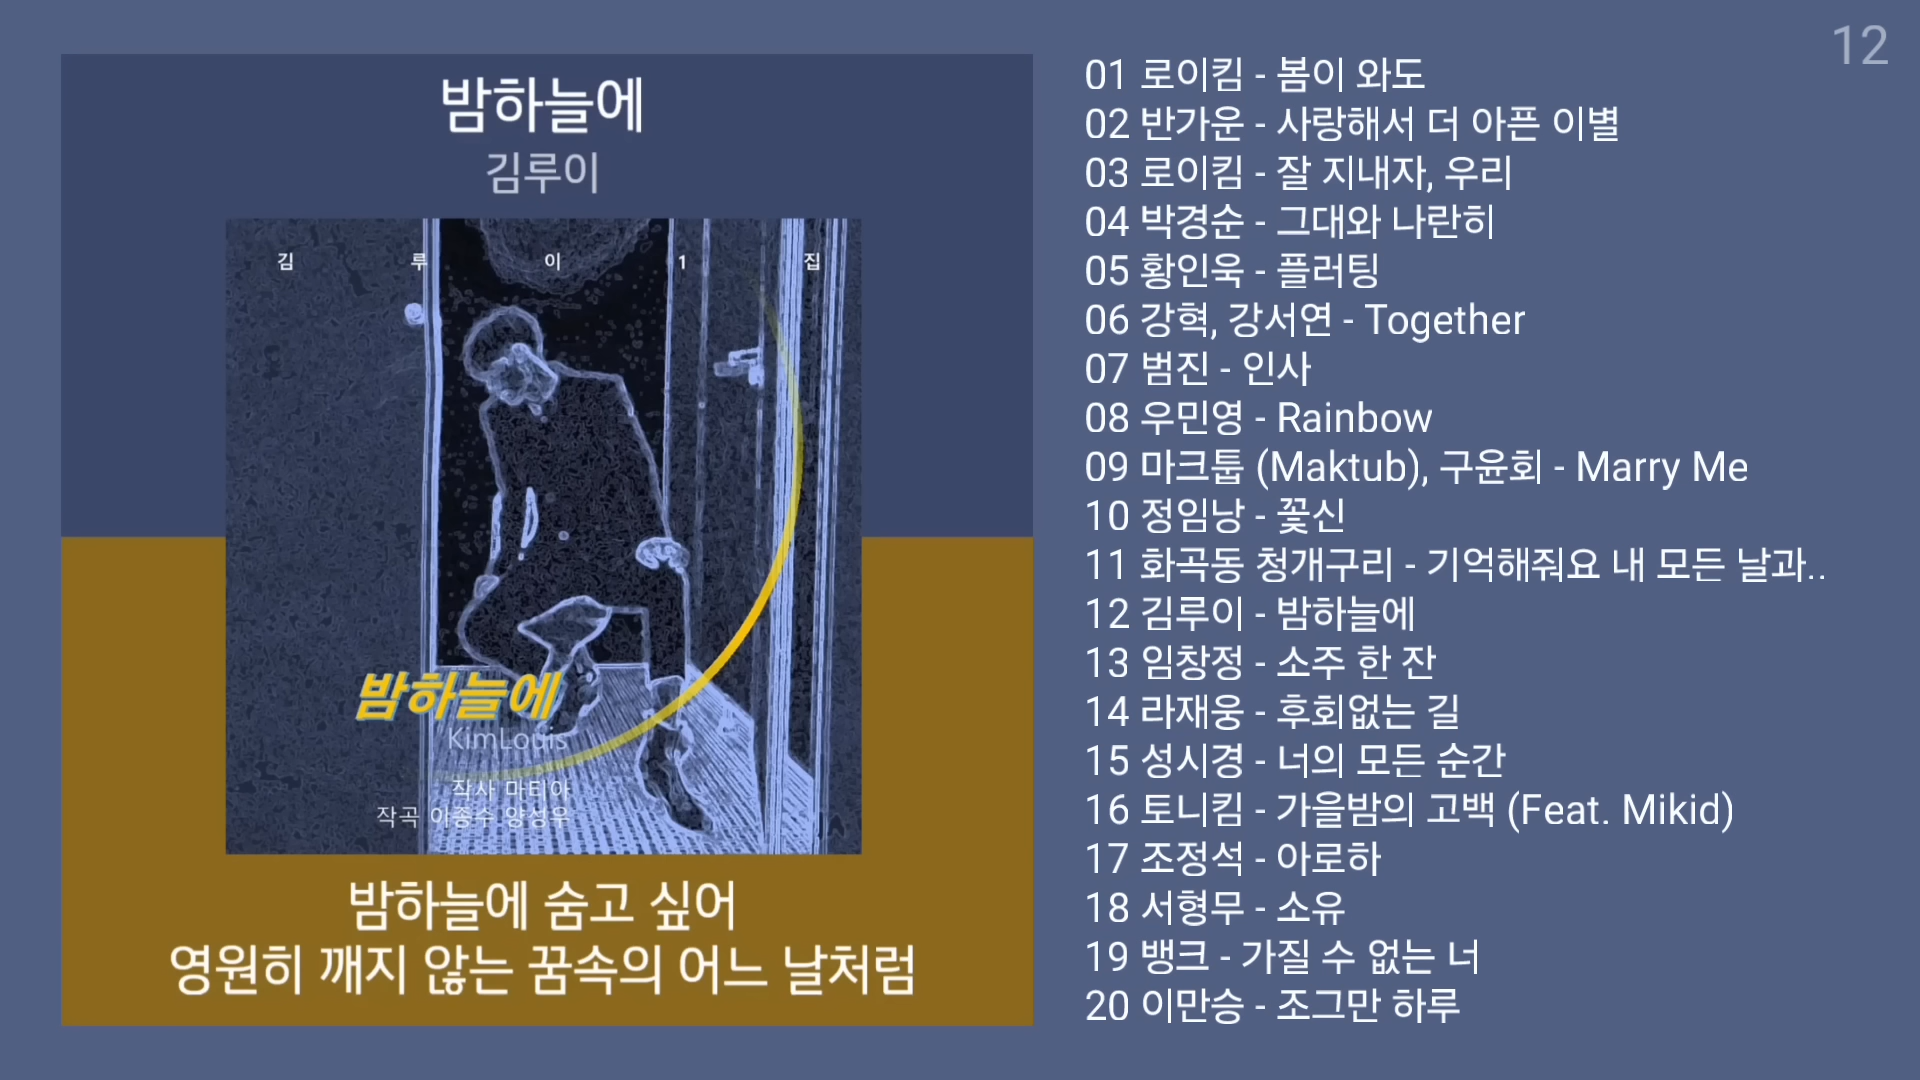 12
밤하늘에
김루이
김 루 이 1 집
밤하늘에
KimLouis
작사 마티아
작곡 이종수 양성우
밤하늘에 숨고 싶어
영원히 깨지 않는 꿈속의 어느 날처럼
01 로이킴 - 봄이 와도
02 반가운 - 사랑해서 더 아픈 이별
03 로이킴 - 잘 지내자, 우리
04 박경순 - 그대와 나란히
05 황인욱 - 플러팅
06 강혁, 강서연 - Together
07 범진 - 인사
08 우민영 - Rainbow
09 마크툽 (Maktub), 구윤회 - Marry Me
10 정임낭 - 꽃신
11 화곡동 청개구리 - 기억해줘요 내 모든 날과..
12 김루이 - 밤하늘에
13 임창정 - 소주 한 잔
14 라재웅 - 후회없는 길
15 성시경 - 너의 모든 순간
16 토니킴 - 가을밤의 고백 (Feat. Mikid)
17 조정석 - 아로하
18 서형무 - 소유
19 뱅크 - 가질 수 없는 너
20 이만승 - 조그만 하루